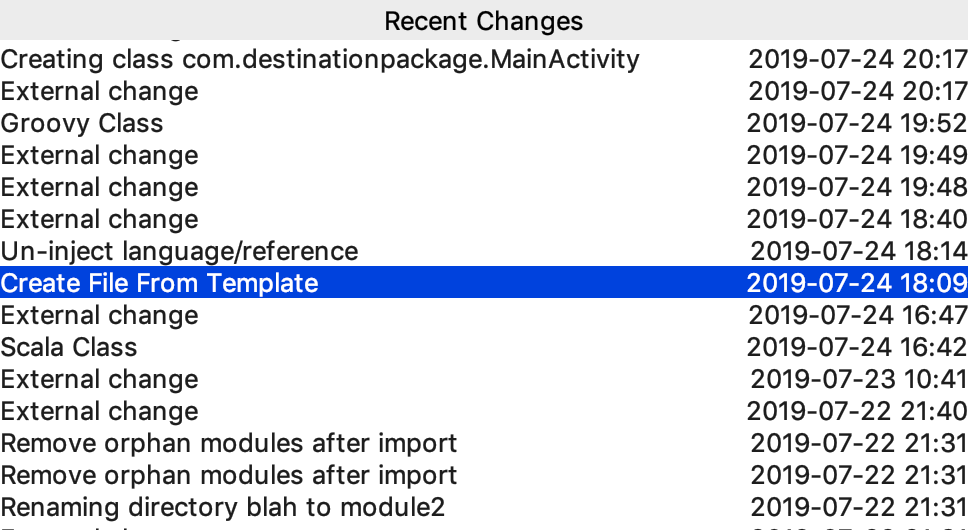 Recent Changes
Creating class com.destinationpackage.MainActivity 2019-07-24 20:17
External change 2019-07-24 20:17
Groovy Class 2019-07-24 19:52
External change 2019-07-24 19:49
External change 2019-07-24 19:48
External change 2019-07-24 18:40
Un-inject language/reference 2019-07-24 18:14
Create File From Template 2019-07-24 18:09
External change 2019-07-24 16:47
Scala Class 2019-07-24 16:42
External change 2019-07-23 10:41
External change 2019-07-22 21:40
Remove orphan modules after import 2019-07-22 21:31
Remove orphan modules after import 2019-07-22 21:31
Renaming directory blah to module2 2019-07-22 21:31